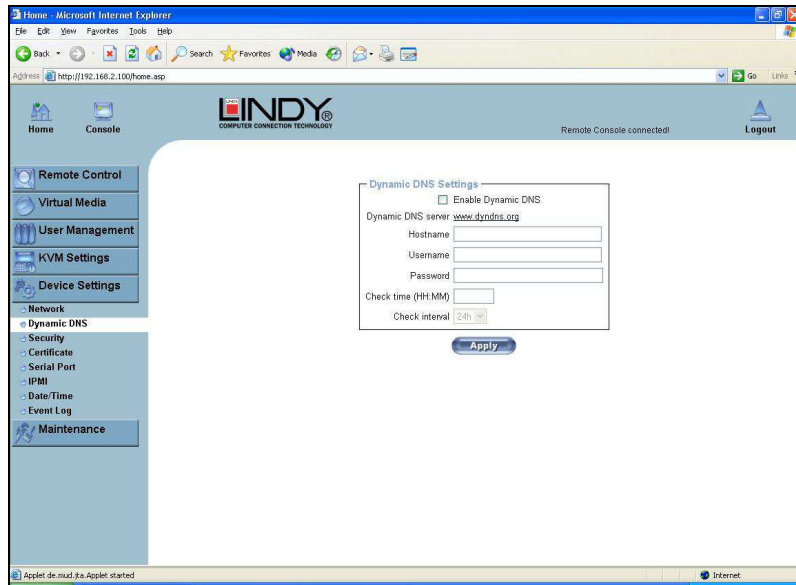 Home - Microsoft Internet Explorer
File Edit View Favorites Tools Help
Back Search Favorites Media
Address http://192.168.2.100/home.asp Go Links
Home Console
LINDY®
COMPUTER CONNECTION TECHNOLOGY
Remote Console connected!
Logout
Remote Control
Virtual Media
User Management
KVM Settings
Device Settings
Network
Dynamic DNS
Security
Certificate
Serial Port
IPMI
Date/Time
Event Log
Maintenance
Dynamic DNS Settings
Enable Dynamic DNS
Dynamic DNS server www.dyndns.org
Hostname
Username
Password
Check time (HH:MM)
Check interval 24h
Apply
Applet de.mud.jta.Applet started
Internet